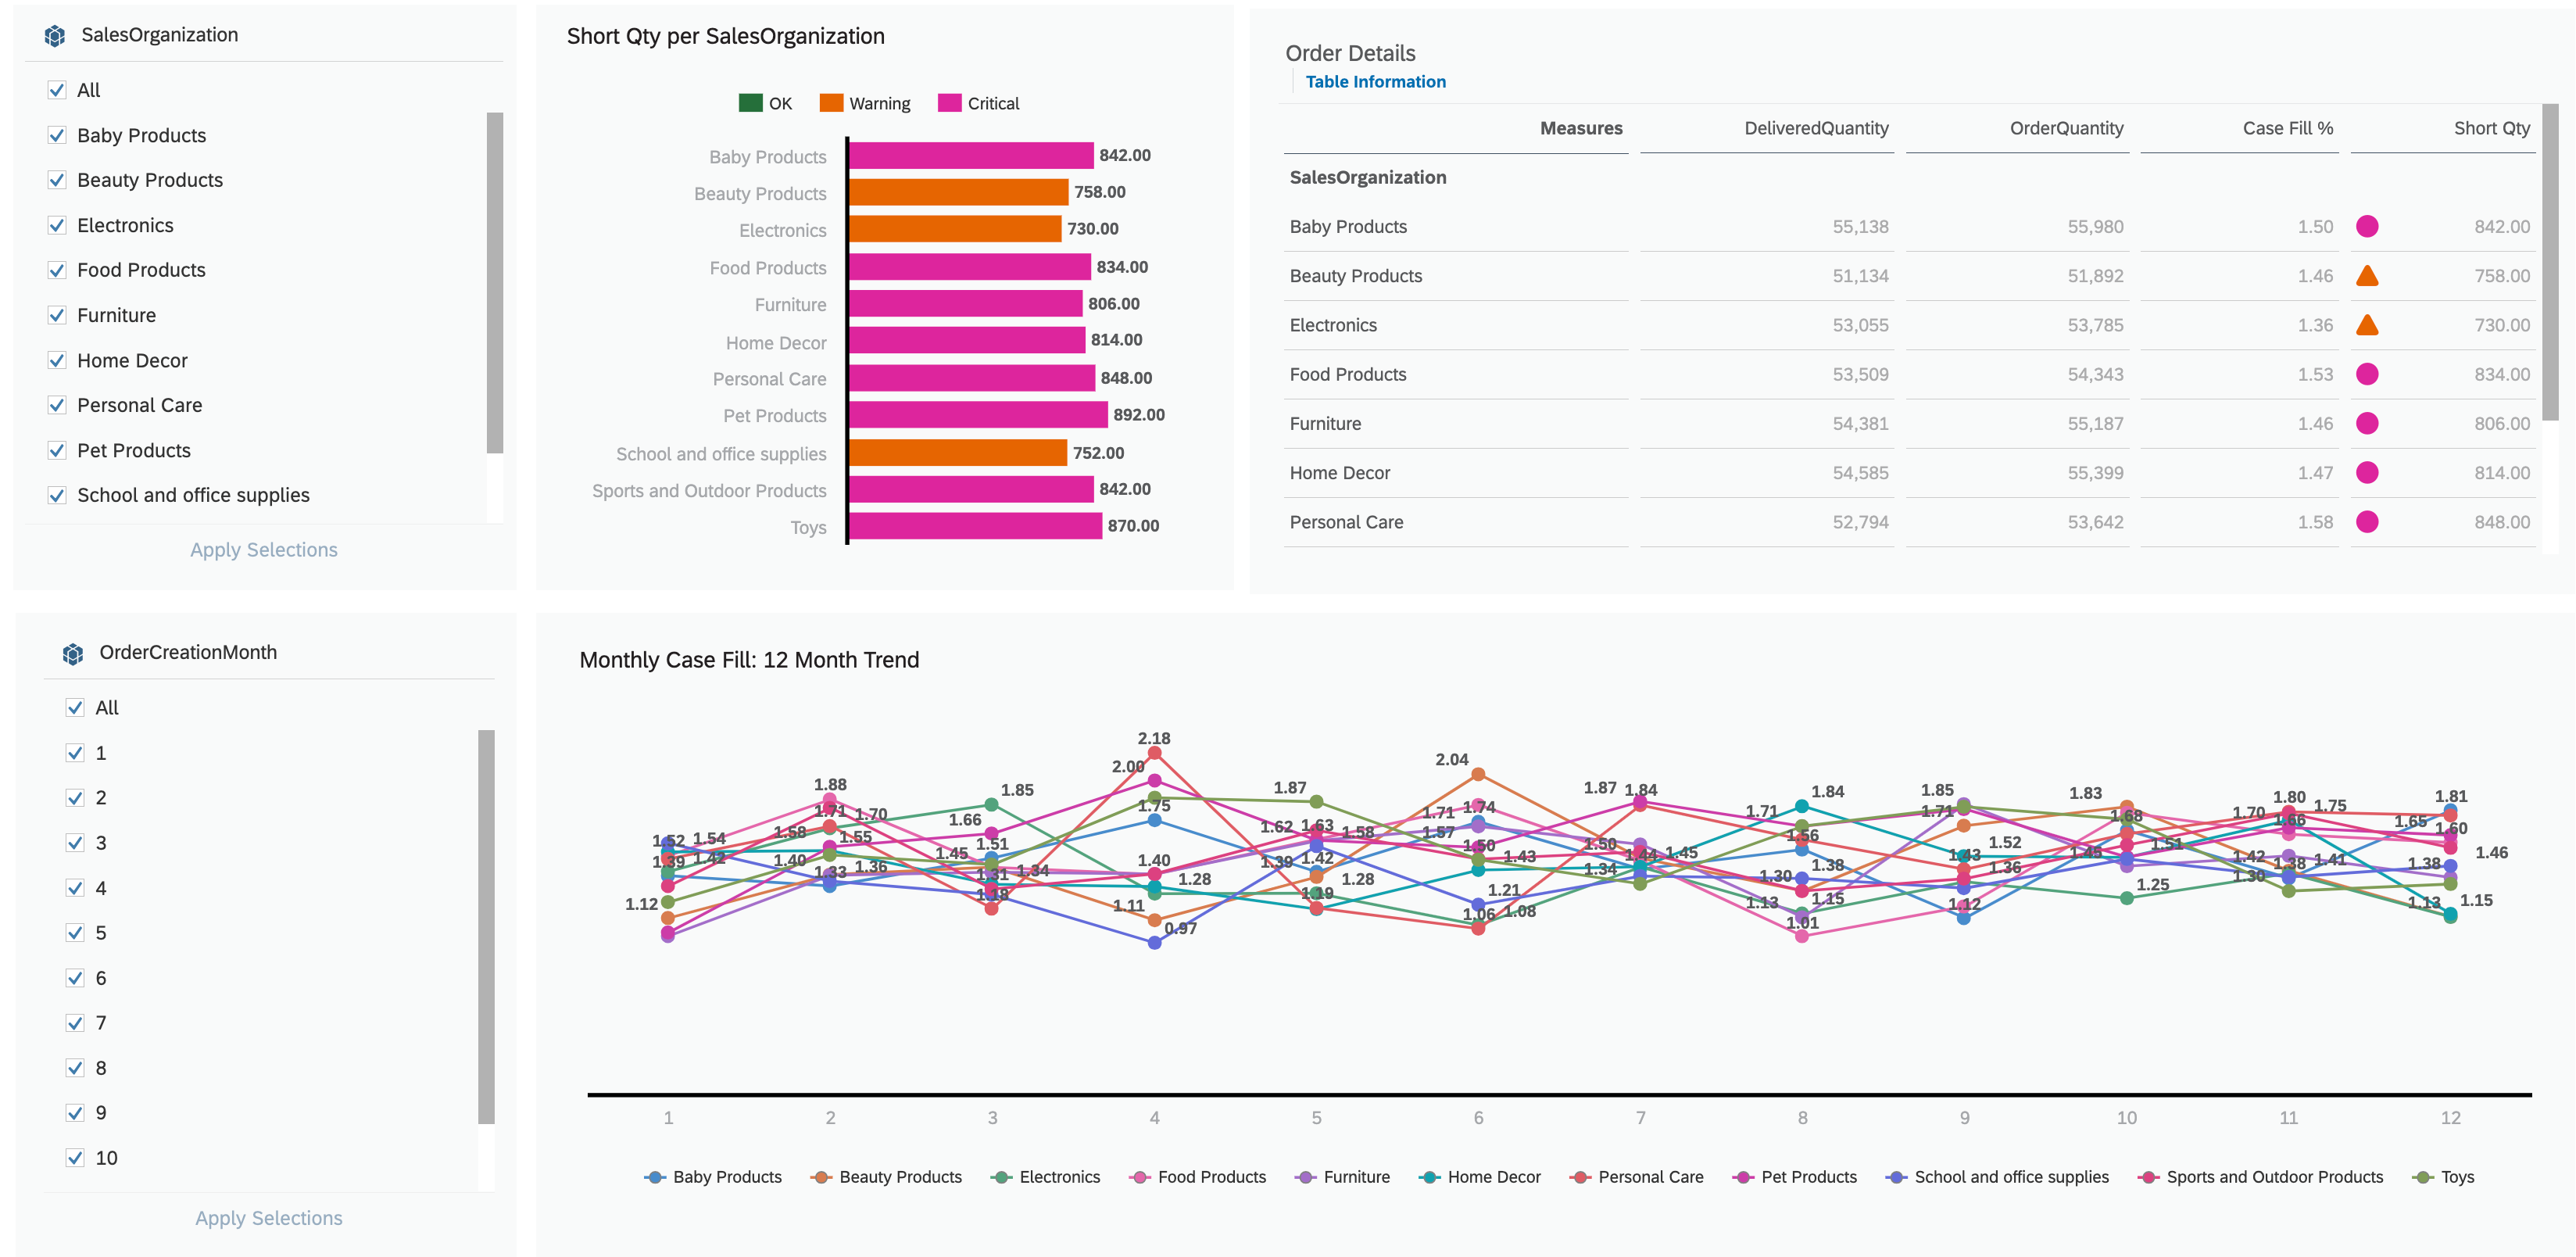 SalesOrganization
All
Baby Products
Beauty Products
Electronics
Food Products
Furniture
Home Decor
Personal Care
Pet Products
School and office supplies
Apply Selections
Short Qty per SalesOrganization
OK Warning Critical
Baby Products 842.00
Beauty Products 758.00
Electronics 730.00
Food Products 834.00
Furniture 806.00
Home Decor 814.00
Personal Care 848.00
Pet Products 892.00
School and office supplies 752.00
Sports and Outdoor Products 842.00
Toys 870.00
Order Details
Table Information
Measures DeliveredQuantity OrderQuantity Case Fill % Short Qty
SalesOrganization
Baby Products 55,138 55,980 1.50 842.00
Beauty Products 51,134 51,892 1.46 758.00
Electronics 53,055 53,785 1.36 730.00
Food Products 53,509 54,343 1.53 834.00
Furniture 54,381 55,187 1.46 806.00
Home Decor 54,585 55,399 1.47 814.00
Personal Care 52,794 53,642 1.58 848.00
OrderCreationMonth
All
1
2
3
4
5
6
7
8
9
10
Apply Selections
Monthly Case Fill: 12 Month Trend
1.52 1.54
1.39 1.42
1.12
1.88
1.71 1.70
1.58 1.55
1.40
1.33 1.36
1.85
1.66
1.51
1.45
1.31 1.34
1.18
2.18
2.00
1.75
1.40
1.28
1.11
0.97
1.87
1.62 1.63 1.58
1.39 1.42
1.28
1.19
2.04
1.71 1.74
1.57
1.50
1.43
1.21
1.06 1.08
1.87 1.84
1.50
1.44 1.45
1.34
1.84
1.71
1.56
1.38
1.30
1.13 1.15
1.01
1.85
1.71
1.52
1.43
1.36
1.12
1.83
1.68
1.45 1.51
1.25
1.80 1.75
1.70
1.66
1.42 1.38 1.41
1.30
1.81
1.65 1.60
1.46
1.38
1.13 1.15
1 2 3 4 5 6 7 8 9 10 11 12
Baby Products Beauty Products Electronics Food Products Furniture Home Decor Personal Care Pet Products School and office supplies Sports and Outdoor Products Toys